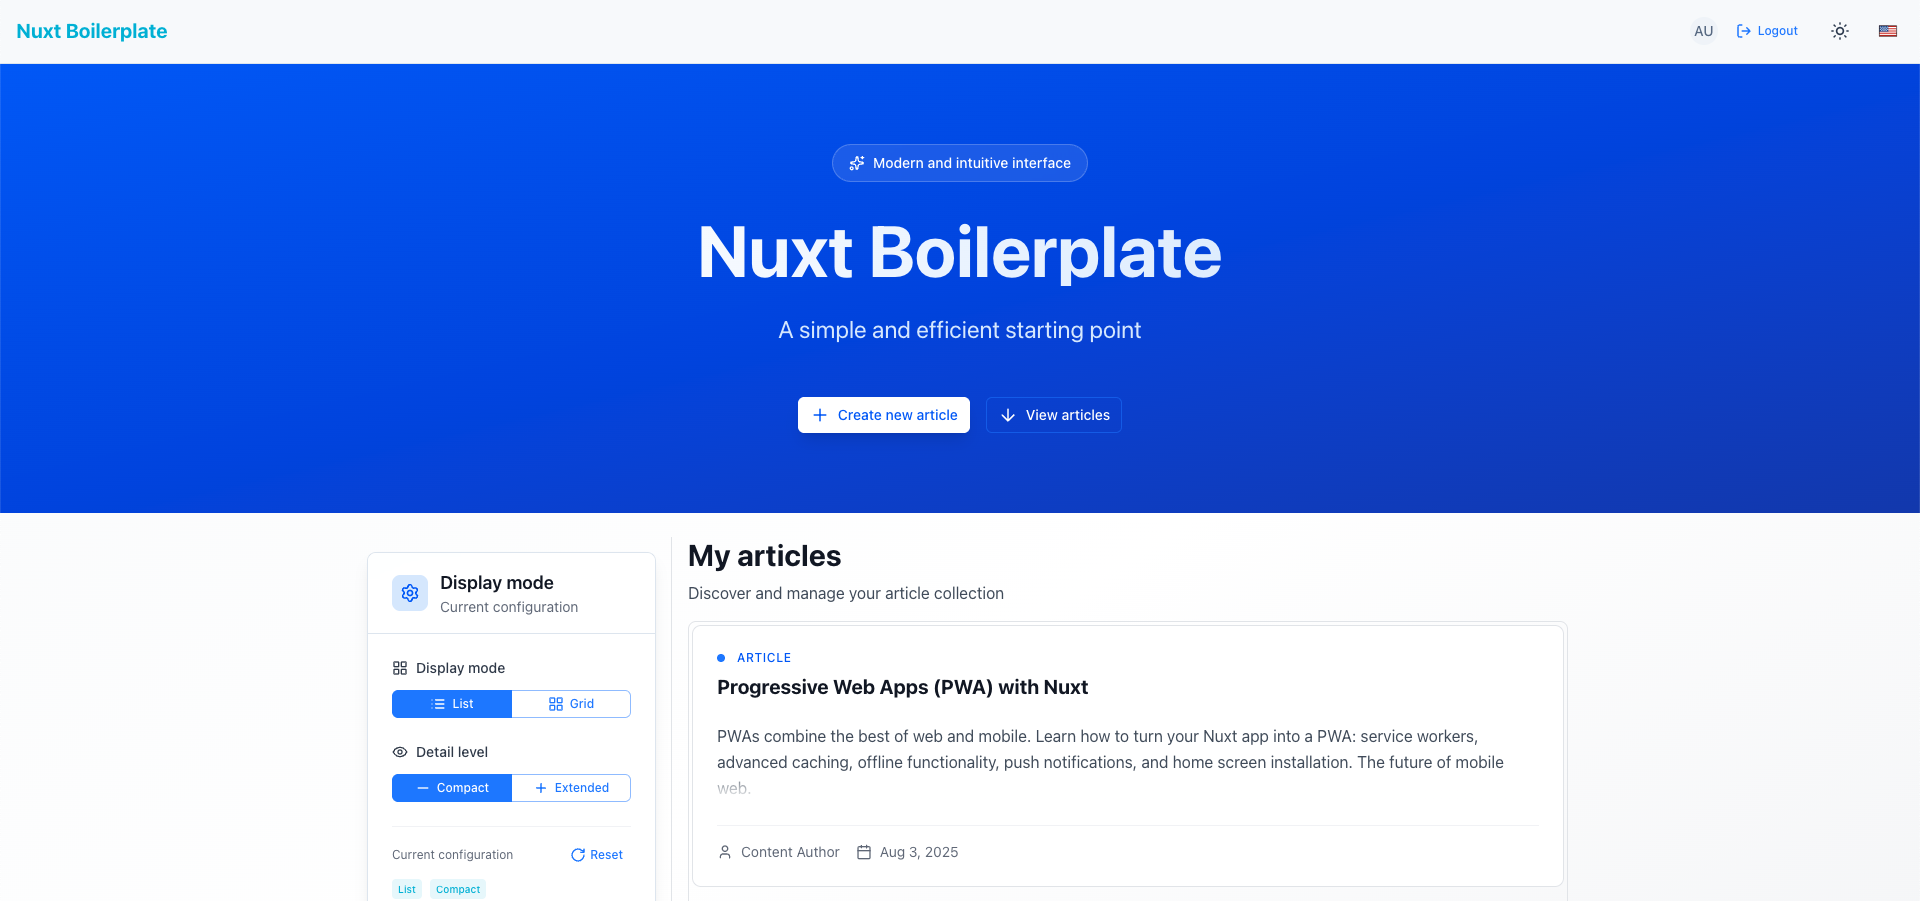 Nuxt Boilerplate
AU
Logout
Modern and intuitive interface
Nuxt Boilerplate
A simple and efficient starting point
Create new article
View articles
Display mode
Current configuration
Display mode
List
Grid
Detail level
Compact
Extended
Current configuration
Reset
List
Compact
My articles
Discover and manage your article collection
ARTICLE
Progressive Web Apps (PWA) with Nuxt
PWAs combine the best of web and mobile. Learn how to turn your Nuxt app into a PWA: service workers,
advanced caching, offline functionality, push notifications, and home screen installation. The future of mobile
web.
Content Author
Aug 3, 2025